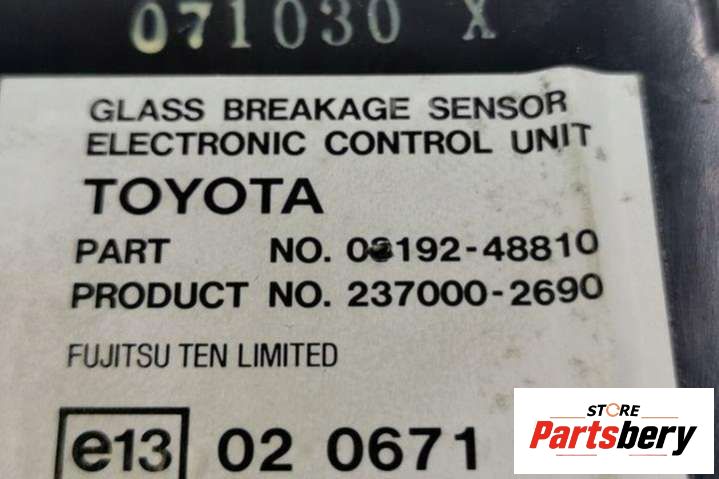 071030 X
GLASS BREAKAGE SENSOR
ELECTRONIC CONTROL UNIT
TOYOTA
PART NO. 08192-48810
PRODUCT NO. 237000-2690
FUJITSU TEN LIMITED
e13 02 0671
STORE
Partsbery